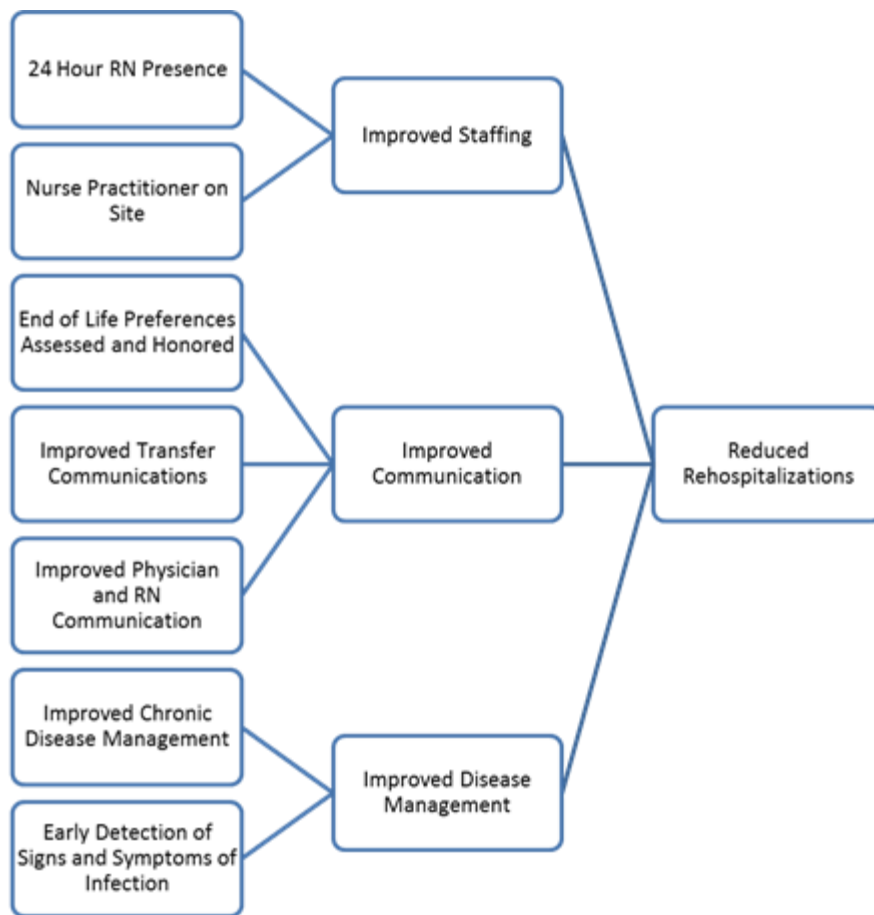 24 Hour RN Presence
Nurse Practitioner on
Site
End of Life Preferences
Assessed and Honored
Improved Transfer
Communications
Improved Physician
and RN
Communication
Improved Chronic
Disease Management
Early Detection of
Signs and Symptoms of
Infection
Improved Staffing
Improved
Communication
Improved Disease
Management
Reduced
Rehospitalizations